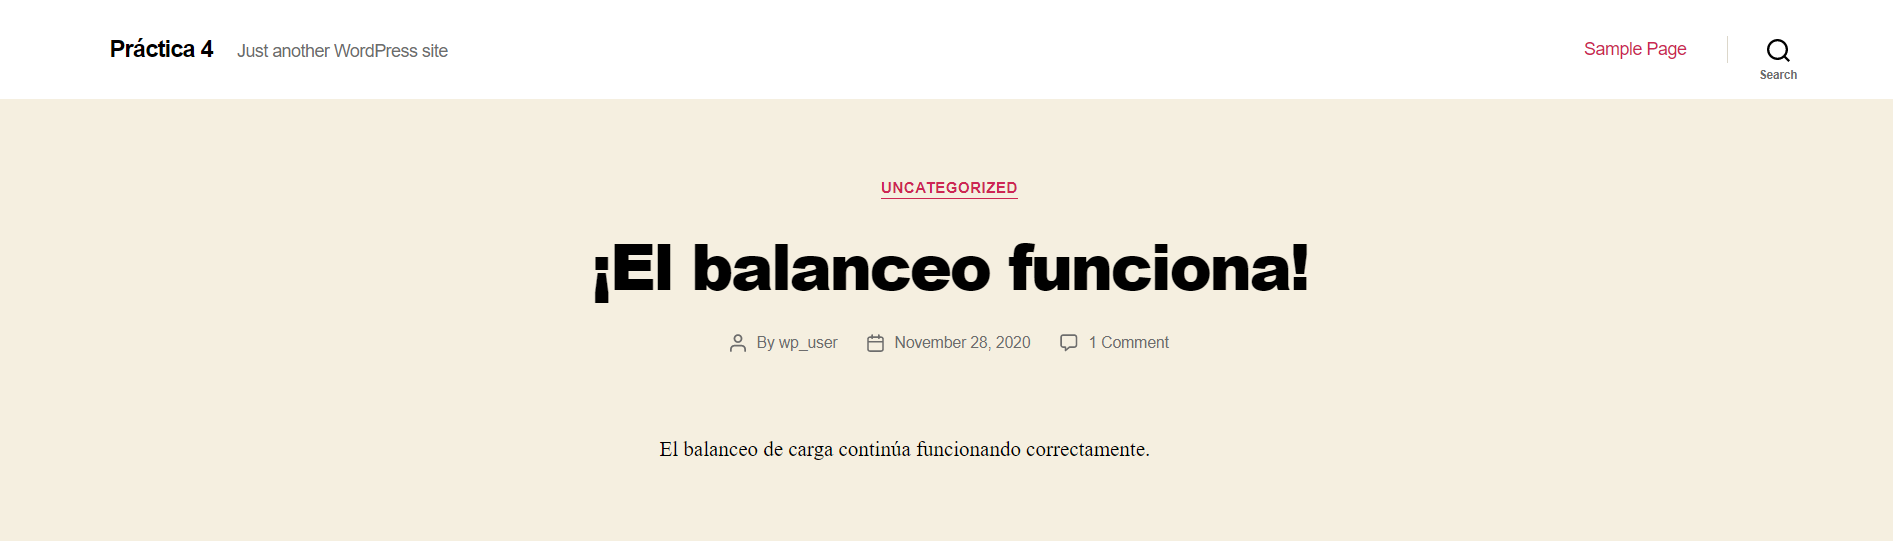 Práctica 4 Just another WordPress site Sample Page
Search
UNCATEGORIZED
¡El balanceo funciona!
By wp_user November 28, 2020 1 Comment
El balanceo de carga continúa funcionando correctamente.